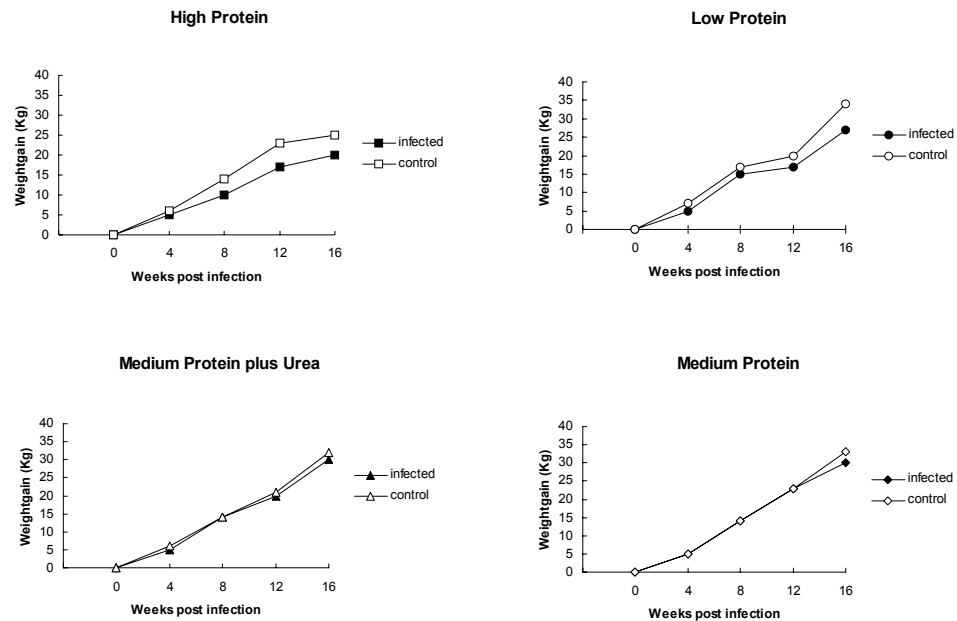 High Protein
40
35
30
25
20
15
10
5
0
Weightgain (Kg)
0 4 8 12 16
Weeks post infection
infected
control
Low Protein
40
35
30
25
20
15
10
5
0
Weightgain (Kg)
0 4 8 12 16
Weeks post infection
infected
control
Medium Protein plus Urea
40
35
30
25
20
15
10
5
0
Weightgain (Kg)
0 4 8 12 16
Weeks post infection
infected
control
Medium Protein
40
35
30
25
20
15
10
5
0
Weightgain (Kg)
0 4 8 12 16
Weeks post infection
infected
control